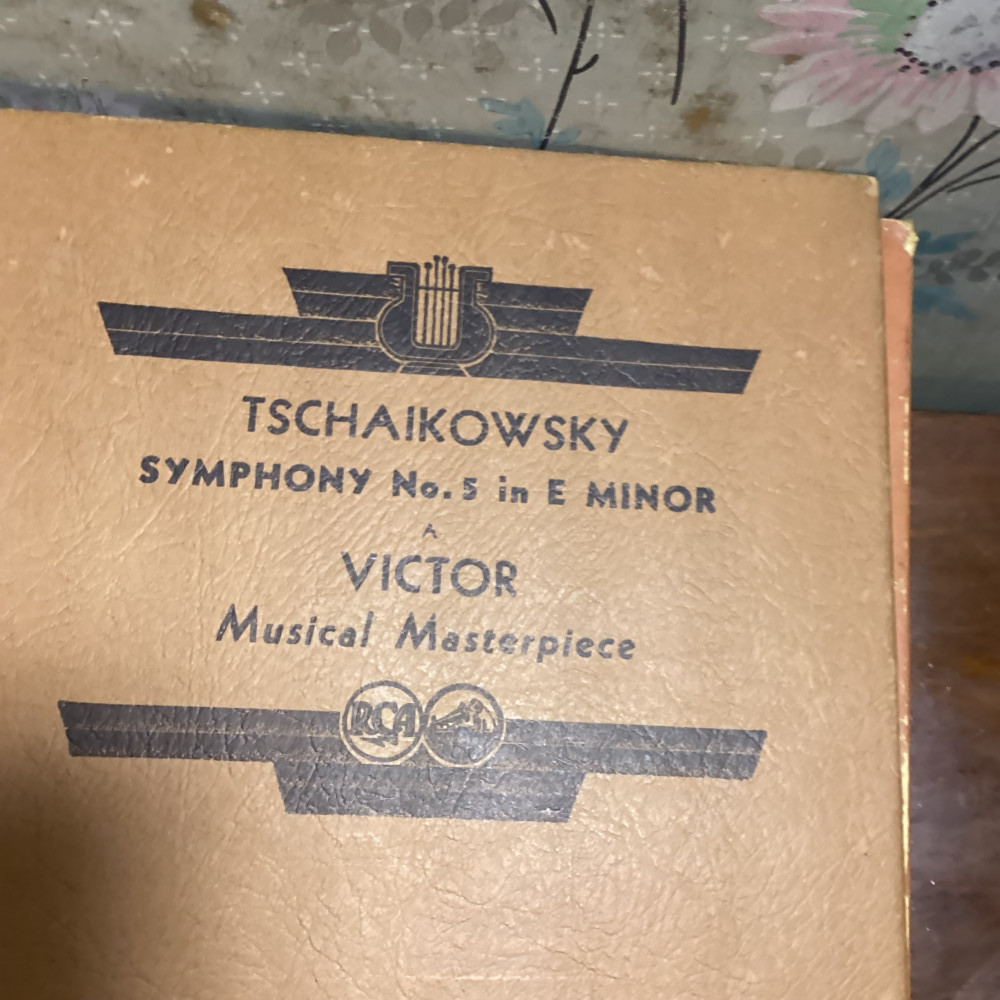 TSCHAIKOWSKY
SYMPHONY No. 5 in E MINOR
A
VICTOR
Musical Masterpiece
RCA